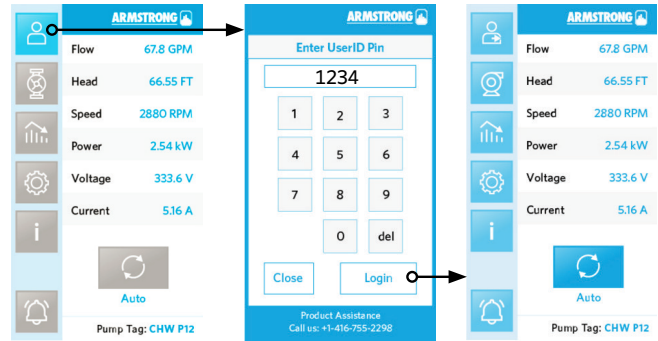 ARMSTRONG
Flow 67.8 GPM
Head 66.55 FT
Speed 2880 RPM
Power 2.54 kW
Voltage 333.6 V
Current 5.16 A
i
Auto
Pump Tag: CHW P12
ARMSTRONG
Enter UserID Pin
1234
1 2 3
4 5 6
7 8 9
0 del
Close Login
Product Assistance
Call us: +1-416-755-2298
ARMSTRONG
Flow 67.8 GPM
Head 66.55 FT
Speed 2880 RPM
Power 2.54 kW
Voltage 333.6 V
Current 5.16 A
i
Auto
Pump Tag: CHW P12